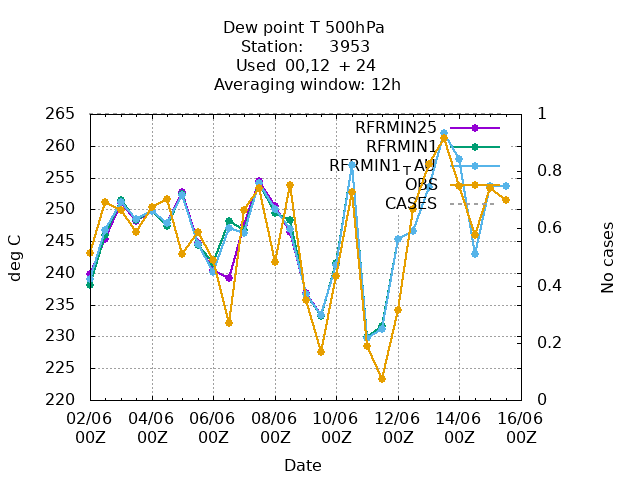 Dew point T 500hPa
Station: 3953
Used 00,12 + 24
Averaging window: 12h
265
260
255
250
245
240
235
230
225
220
1
0.8
0.6
0.4
0.2
0
deg C
No cases
RFRMIN25
RFRMIN1
RFRMIN1_AU
OBS
CASES
02/06 04/06 06/06 08/06 10/06 12/06 14/06 16/06
00Z 00Z 00Z 00Z 00Z 00Z 00Z 00Z
Date